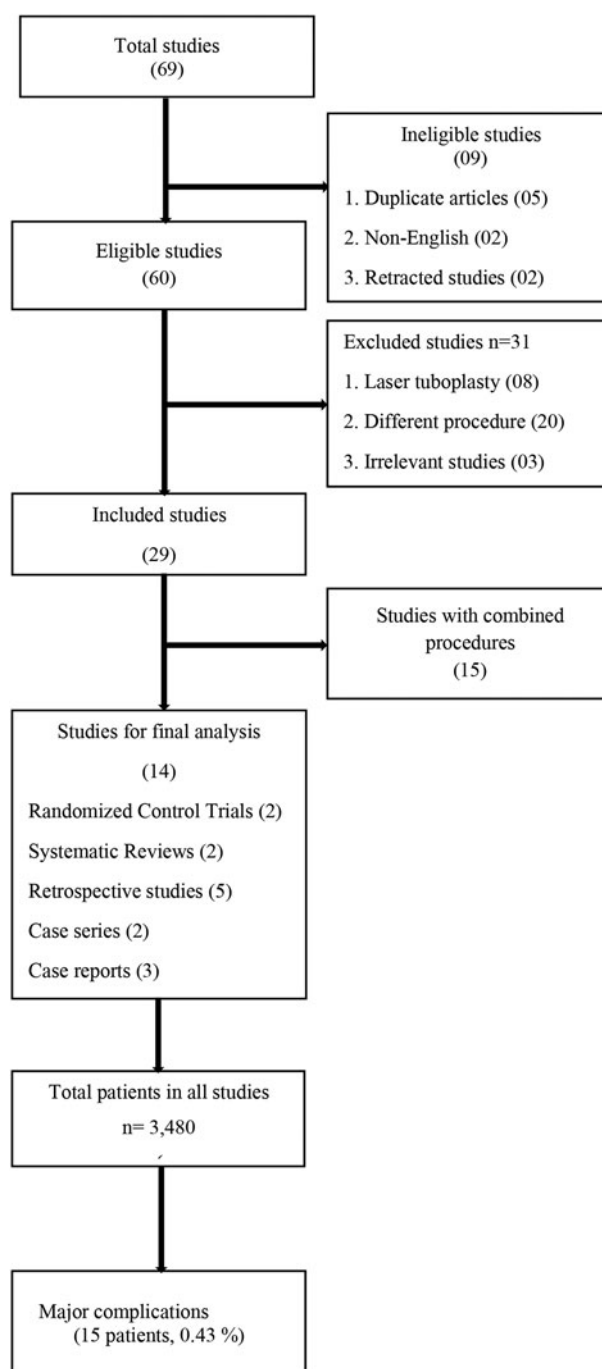 Total studies
(69)
Ineligible studies
(09)
1. Duplicate articles (05)
2. Non-English (02)
3. Retracted studies (02)
Eligible studies
(60)
Excluded studies n=31
1. Laser tuboplasty (08)
2. Different procedure (20)
3. Irrelevant studies (03)
Included studies
(29)
Studies with combined
procedures
(15)
Studies for final analysis
(14)
Randomized Control Trials (2)
Systematic Reviews (2)
Retrospective studies (5)
Case series (2)
Case reports (3)
Total patients in all studies
n= 3,480
Major complications
(15 patients, 0.43 %)